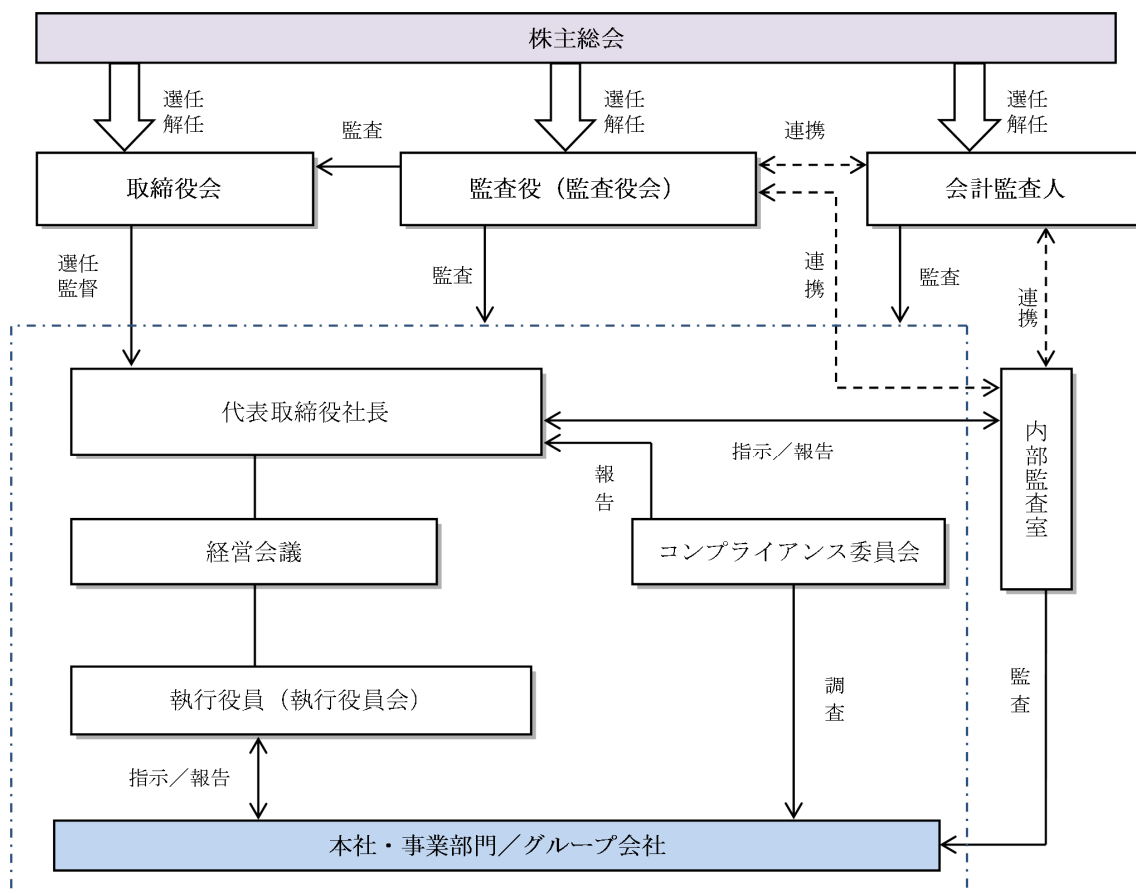 株主総会
選任
解任
選任
解任
選任
解任
監査
連携
取締役会
監査役（監査役会）
会計監査人
選任
監督
監査
連携
監査
連携
代表取締役社長
指示／報告
報告
内部監査室
経営会議
コンプライアンス委員会
執行役員（執行役員会）
調査
監査
指示／報告
本社・事業部門／グループ会社